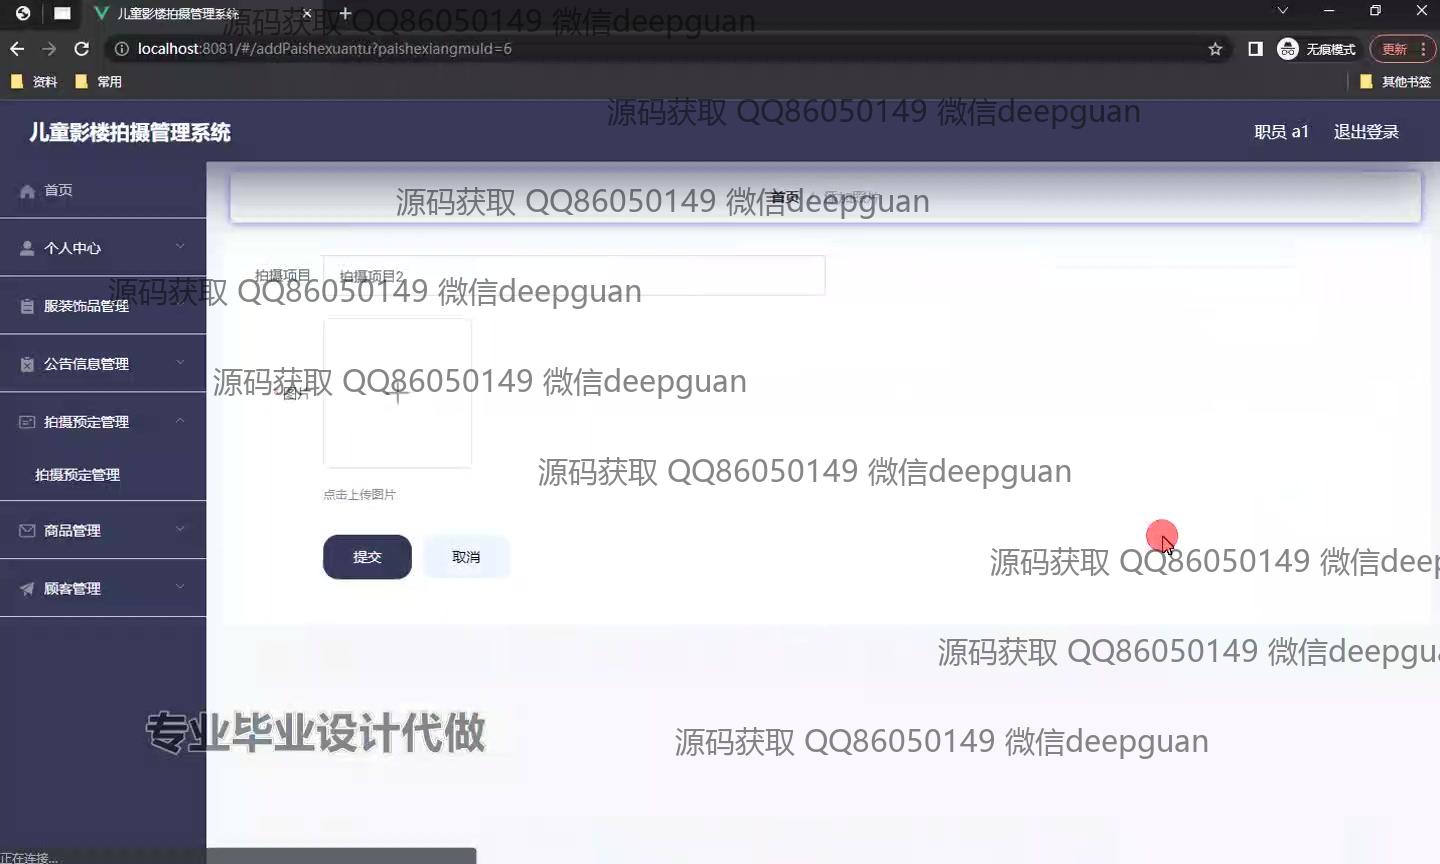 儿童影楼拍摄管理系统
源码获取 QQ86050149 微信deepguan
localhost:8081/#/addPaishexuantu?paishexiangmuId=6
无痕模式
更新
资料
常用
其他书签
源码获取 QQ86050149 微信deepguan
儿童影楼拍摄管理系统
职员 a1
退出登录
首页
源码获取 QQ86050149 微信deepguan
首页
个人中心
拍摄项目
拍摄项目2
源码获取 QQ86050149 微信deepguan
服装饰品管理
公告信息管理
源码获取 QQ86050149 微信deepguan
图片
拍摄预定管理
拍摄预定管理
源码获取 QQ86050149 微信deepguan
点击上传图片
商品管理
提交
取消
源码获取 QQ86050149 微信deep
顾客管理
源码获取 QQ86050149 微信deepgu
专业毕业设计代做
源码获取 QQ86050149 微信deepguan
正在连接...